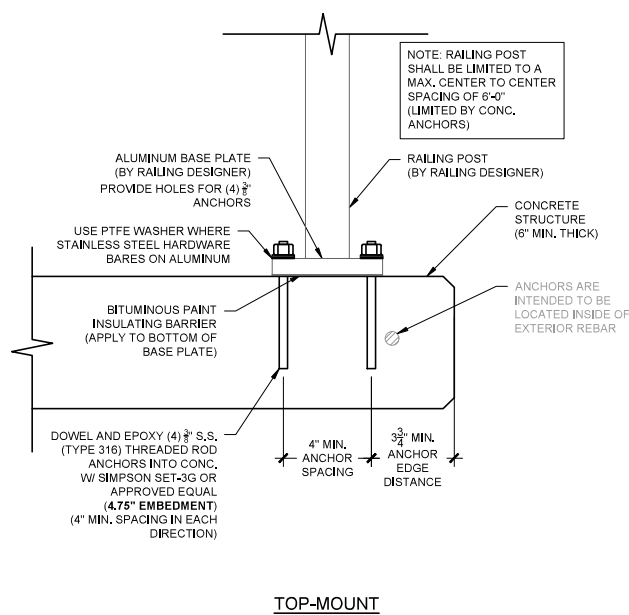 NOTE: RAILING POST
SHALL BE LIMITED TO A
MAX. CENTER TO CENTER
SPACING OF 6'-0"
(LIMITED BY CONC.
ANCHORS)
ALUMINUM BASE PLATE
(BY RAILING DESIGNER)
PROVIDE HOLES FOR (4) 3/8"
ANCHORS
RAILING POST
(BY RAILING DESIGNER)
USE PTFE WASHER WHERE
STAINLESS STEEL HARDWARE
BARES ON ALUMINUM
CONCRETE
STRUCTURE
(6" MIN. THICK)
BITUMINOUS PAINT
INSULATING BARRIER
(APPLY TO BOTTOM OF
BASE PLATE)
ANCHORS ARE
INTENDED TO BE
LOCATED INSIDE OF
EXTERIOR REBAR
DOWEL AND EPOXY (4) 3/8" S.S.
(TYPE 316) THREADED ROD
ANCHORS INTO CONC.
W/ SIMPSON SET-3G OR
APPROVED EQUAL
(4.75" EMBEDMENT)
(4" MIN. SPACING IN EACH
DIRECTION)
4" MIN.
ANCHOR
SPACING
3 3/4" MIN.
ANCHOR
EDGE
DISTANCE
TOP-MOUNT